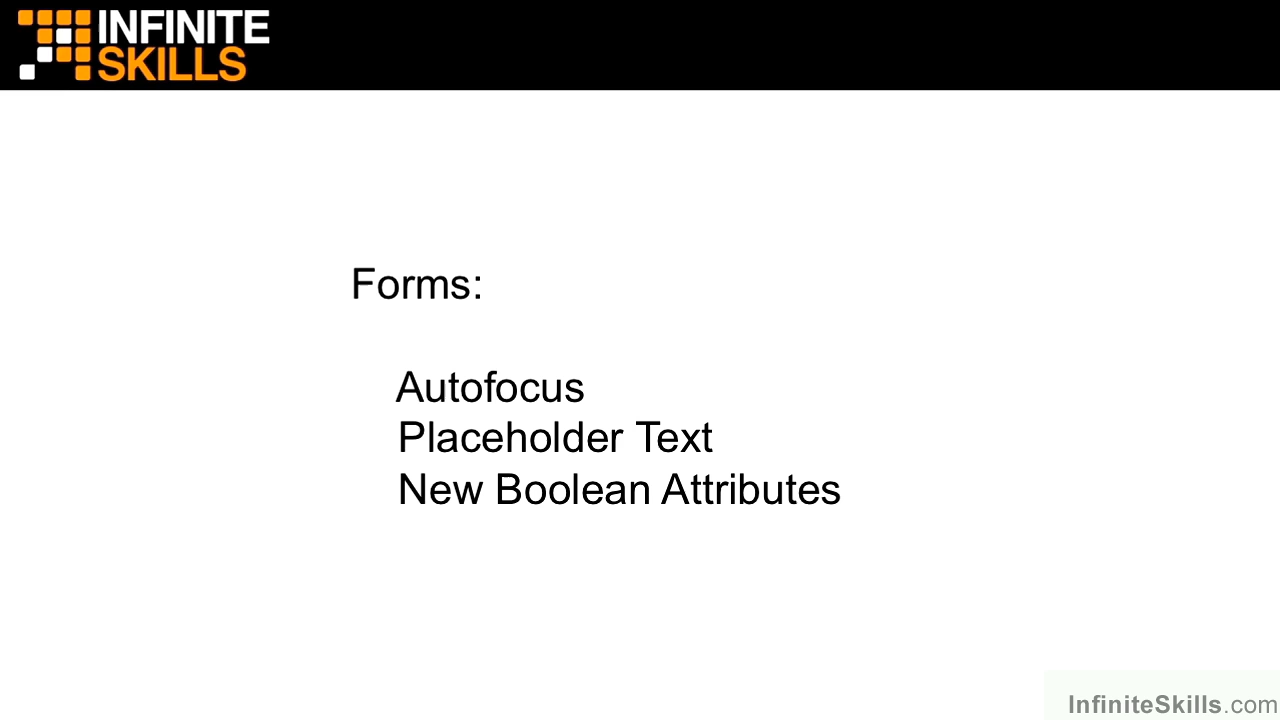 INFINITE
SKILLS
Forms:
Autofocus
Placeholder Text
New Boolean Attributes
InfiniteSkills.com